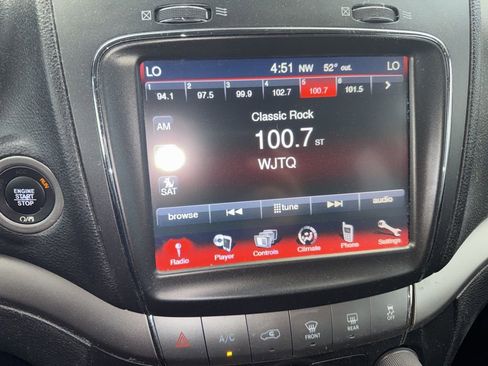 LO 4:51 NW 52° out. LO
1 2 3 4 5 6
94.1 97.5 99.9 102.7 100.7 101.5
Classic Rock
AM
100.7 ST
WJTQ
SAT
browse tune audio
Radio Player Controls Climate Phone Settings
RUN
ENGINE
START
STOP
A/C FRONT REAR OFF